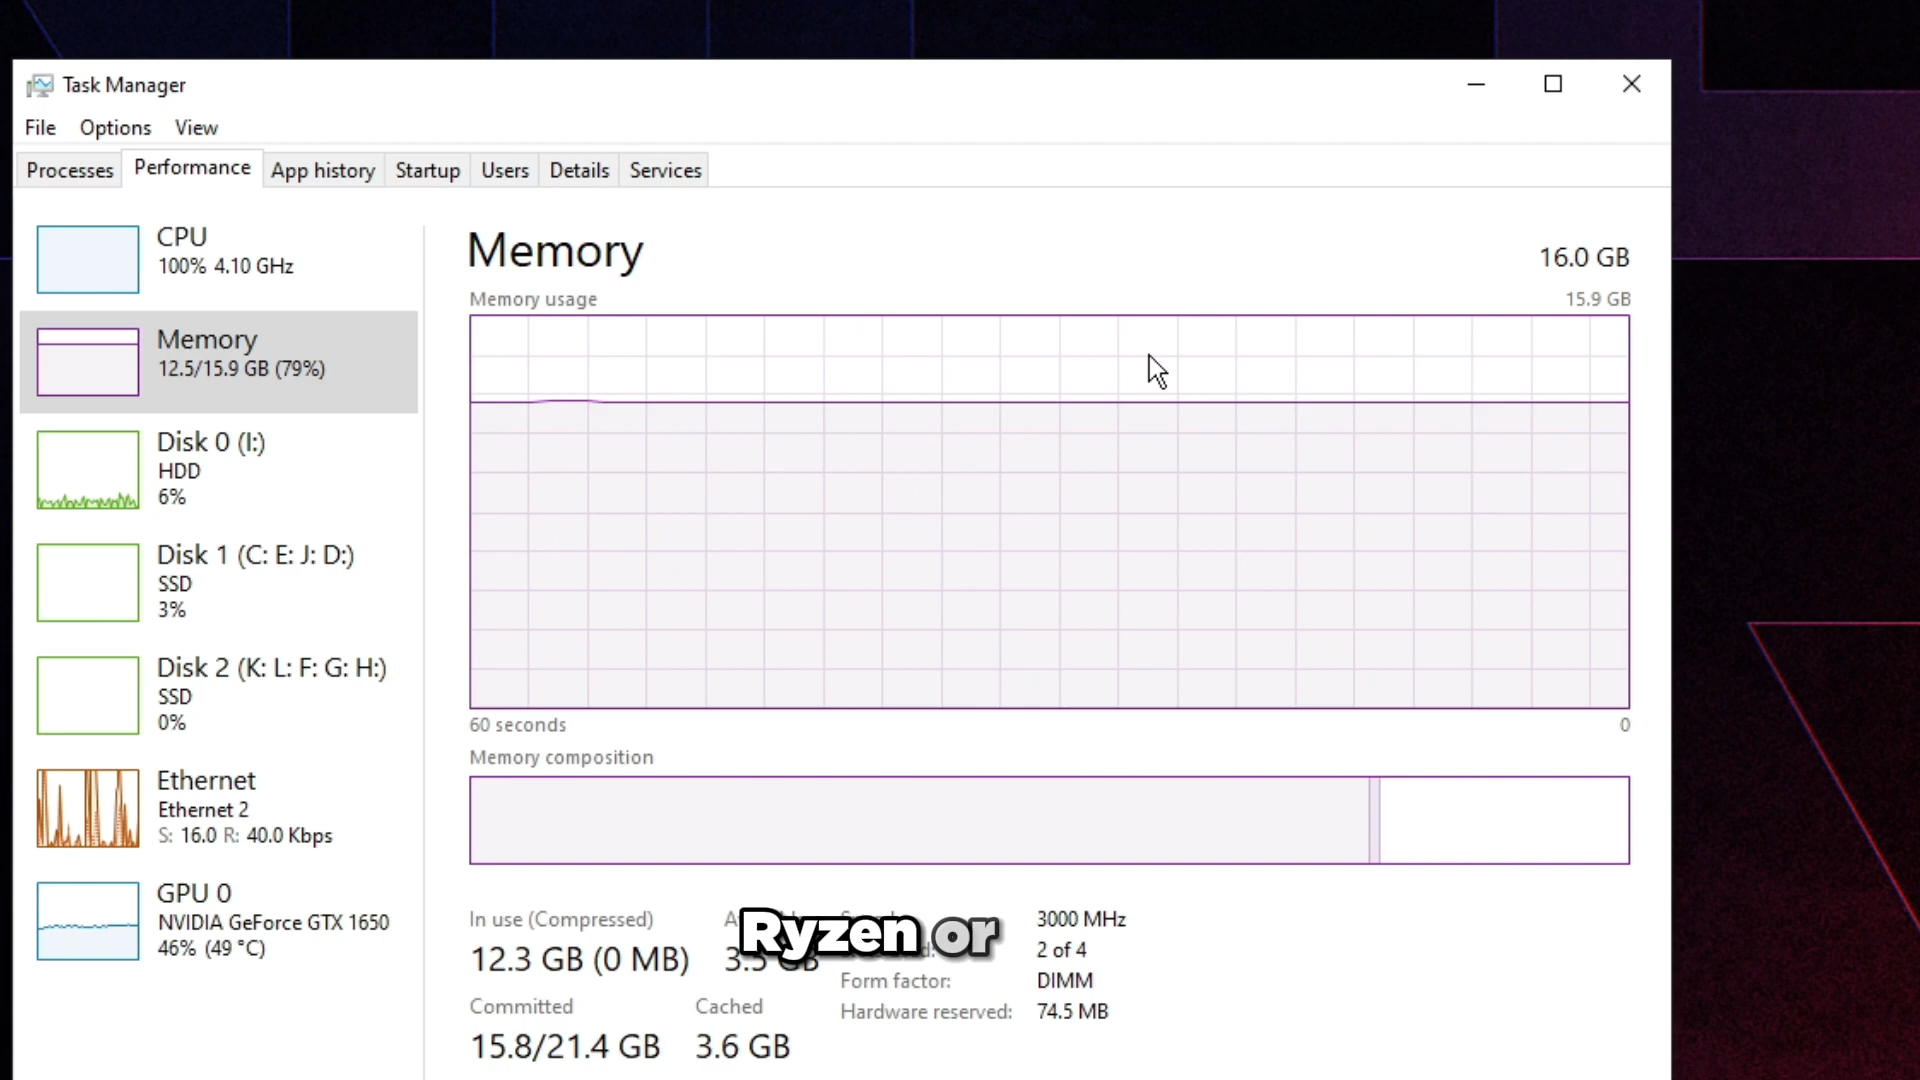 Task Manager
File Options View
Processes Performance App history Startup Users Details Services
CPU
100% 4.10 GHz
Memory
12.5/15.9 GB (79%)
Disk 0 (I:)
HDD
6%
Disk 1 (C: E: J: D:)
SSD
3%
Disk 2 (K: L: F: G: H:)
SSD
0%
Ethernet
Ethernet 2
S: 16.0 R: 40.0 Kbps
GPU 0
NVIDIA GeForce GTX 1650
46% (49 °C)
Memory 16.0 GB
Memory usage 15.9 GB
60 seconds 0
Memory composition
In use (Compressed)
12.3 GB (0 MB)
3.5 GB
Committed
15.8/21.4 GB
Cached
3.6 GB
3000 MHz
2 of 4
Form factor: DIMM
Hardware reserved: 74.5 MB
Ryzen or